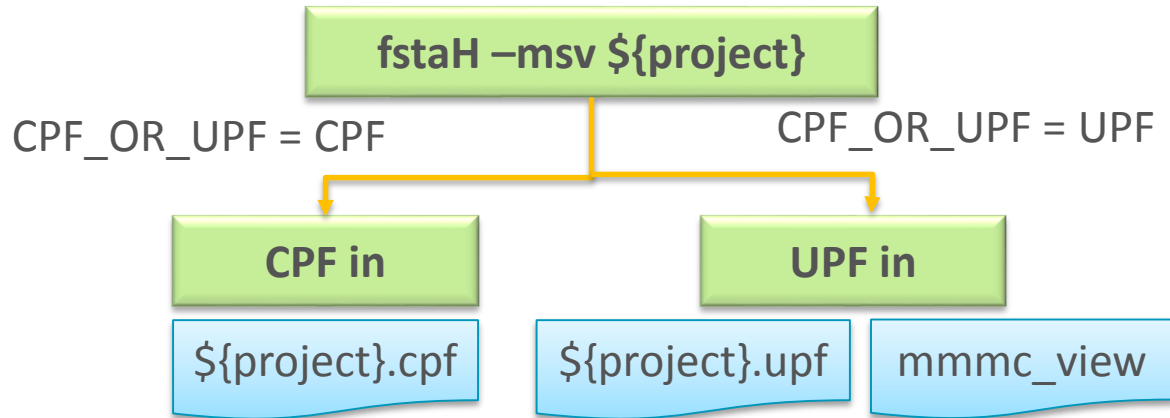 fstaH –msv ${project}
CPF_OR_UPF = CPF
CPF_OR_UPF = UPF
CPF in
UPF in
${project}.cpf
${project}.upf
mmmc_view